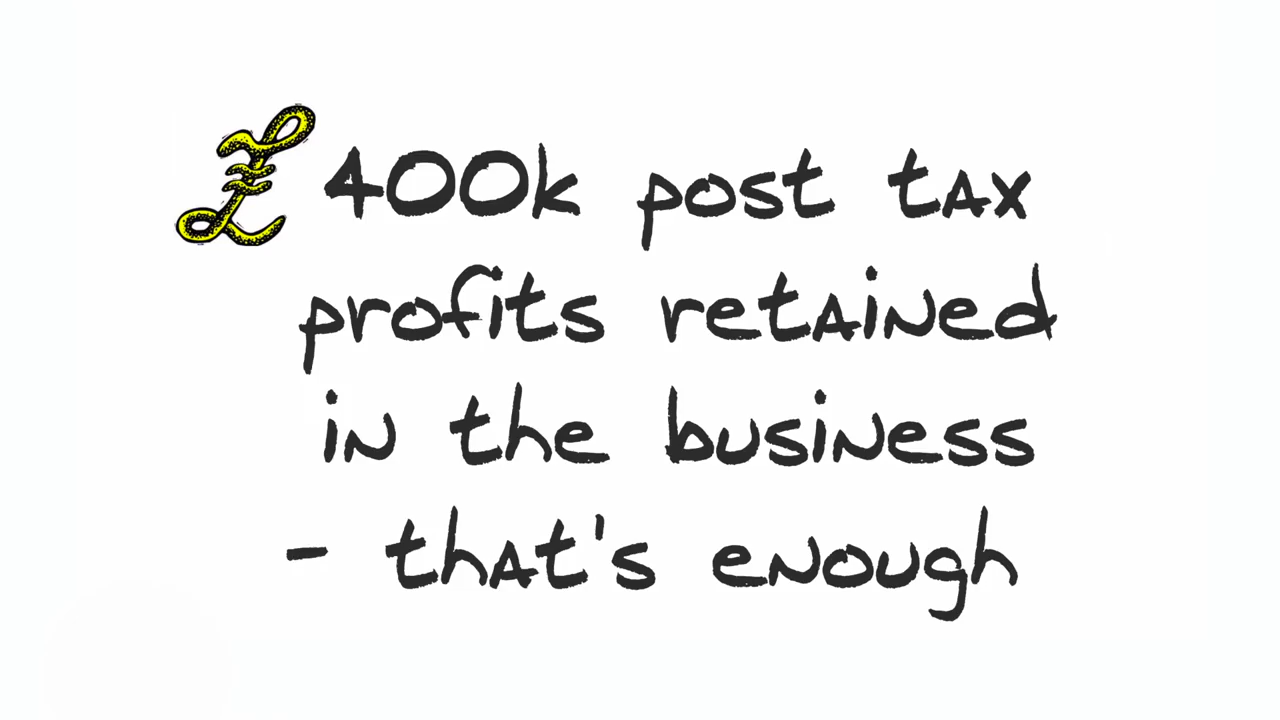 £400k post tax
profits retained
in the business
- that's enough